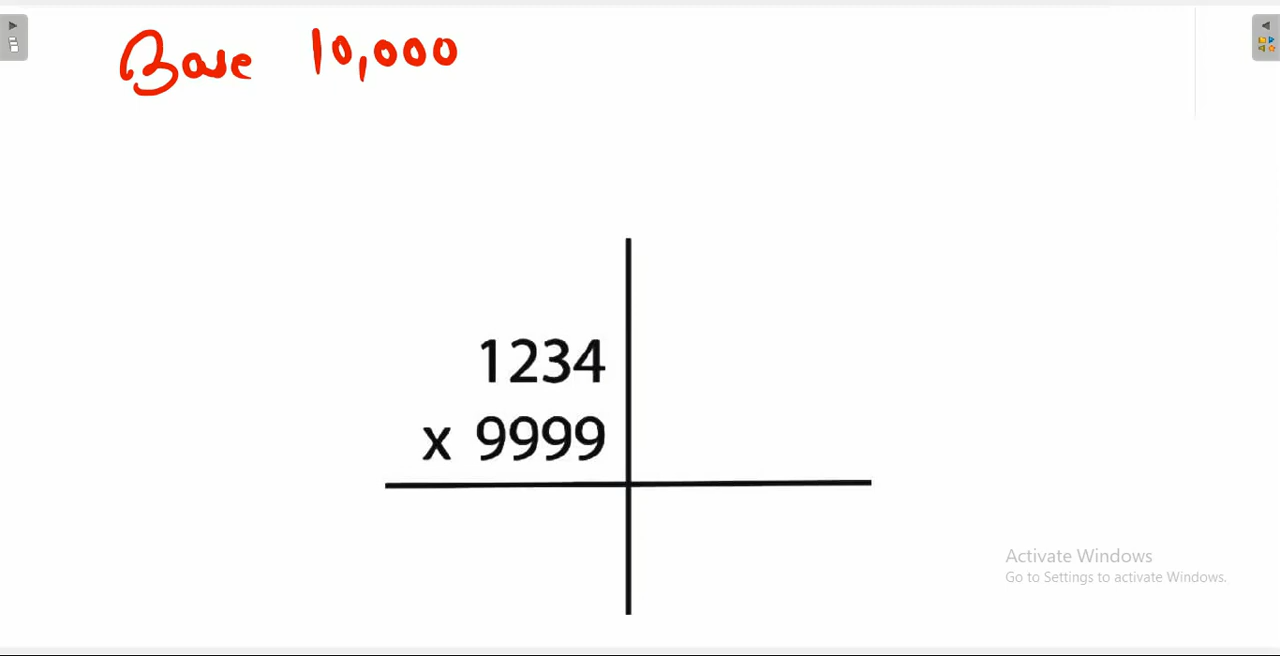 Base 10,000
1234
x 9999
Activate Windows
Go to Settings to activate Windows.